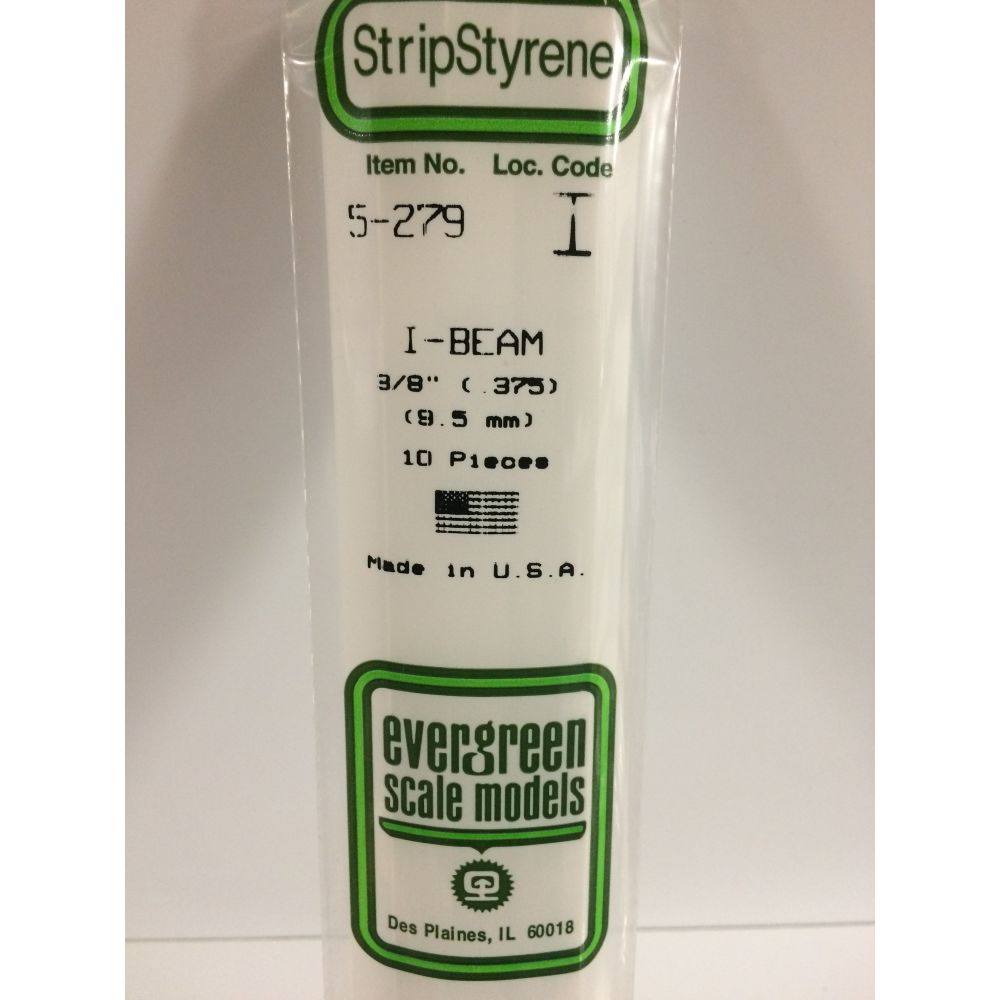 StripStyrene
Item No. Loc. Code
5-279 I
I-BEAM
3/8" (.375)
(9.5 mm)
10 Pieces
Made in U.S.A.
evergreen
scale models
Des Plaines, IL 60018